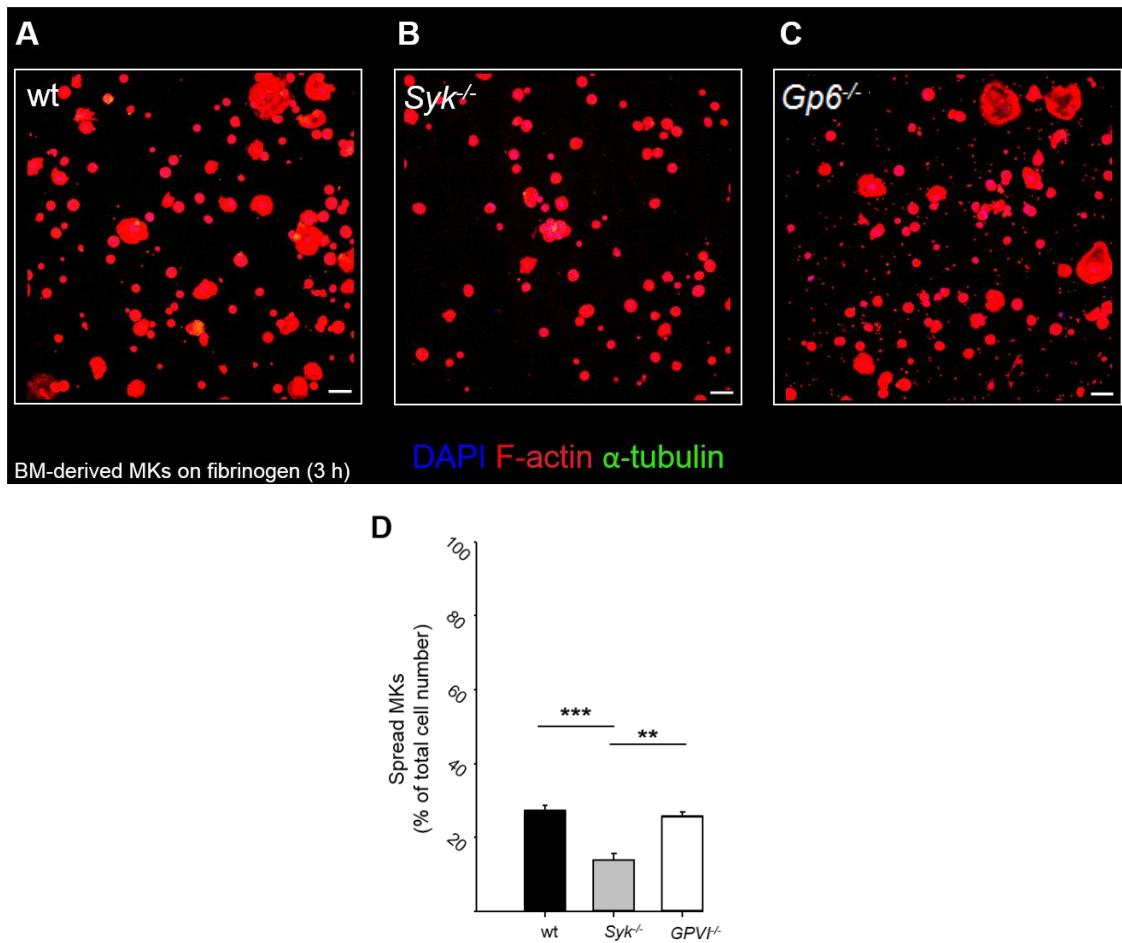 A
B
C
wt
Syk-/-
Gp6-/-
BM-derived MKs on fibrinogen (3 h)
DAPI F-actin α-tubulin
D
Spread MKs
(% of total cell number)
100
80
60
40
20
***
**
wt
Syk-/-
GPVI-/-